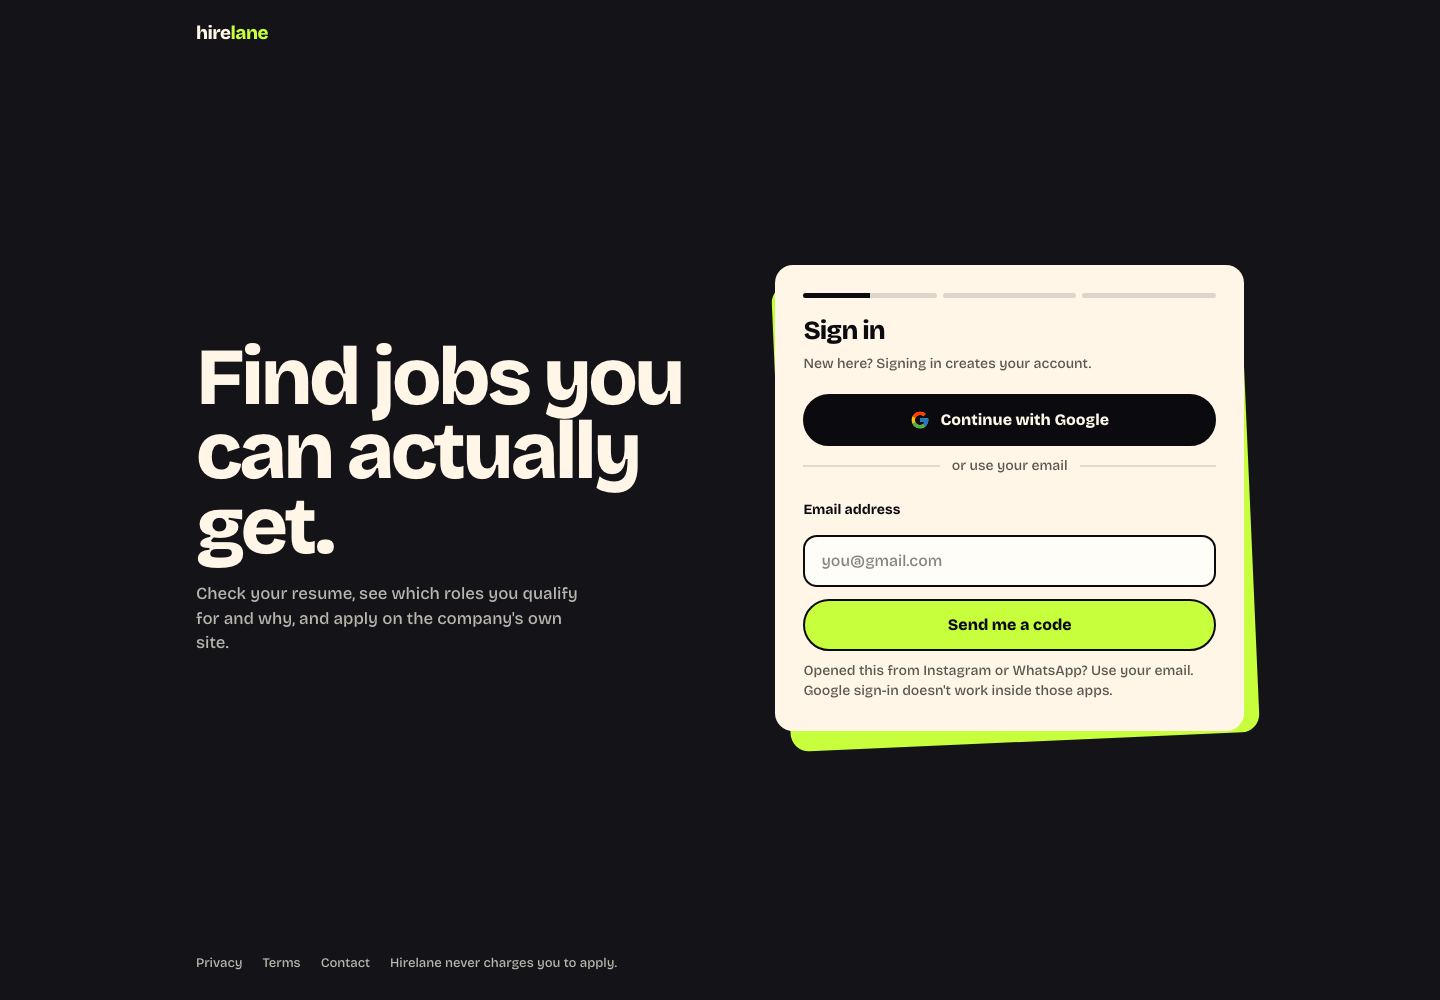 hirelane
Find jobs you
can actually
get.
Check your resume, see which roles you qualify
for and why, and apply on the company's own
site.
Sign in
New here? Signing in creates your account.
Continue with Google
or use your email
Email address
you@gmail.com
Send me a code
Opened this from Instagram or WhatsApp? Use your email.
Google sign-in doesn't work inside those apps.
Privacy Terms Contact Hirelane never charges you to apply.